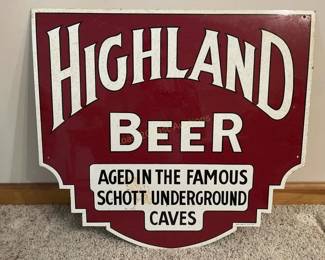 HIGHLAND
BEER
AGED IN THE FAMOUS
SCHOTT UNDERGROUND
CAVES